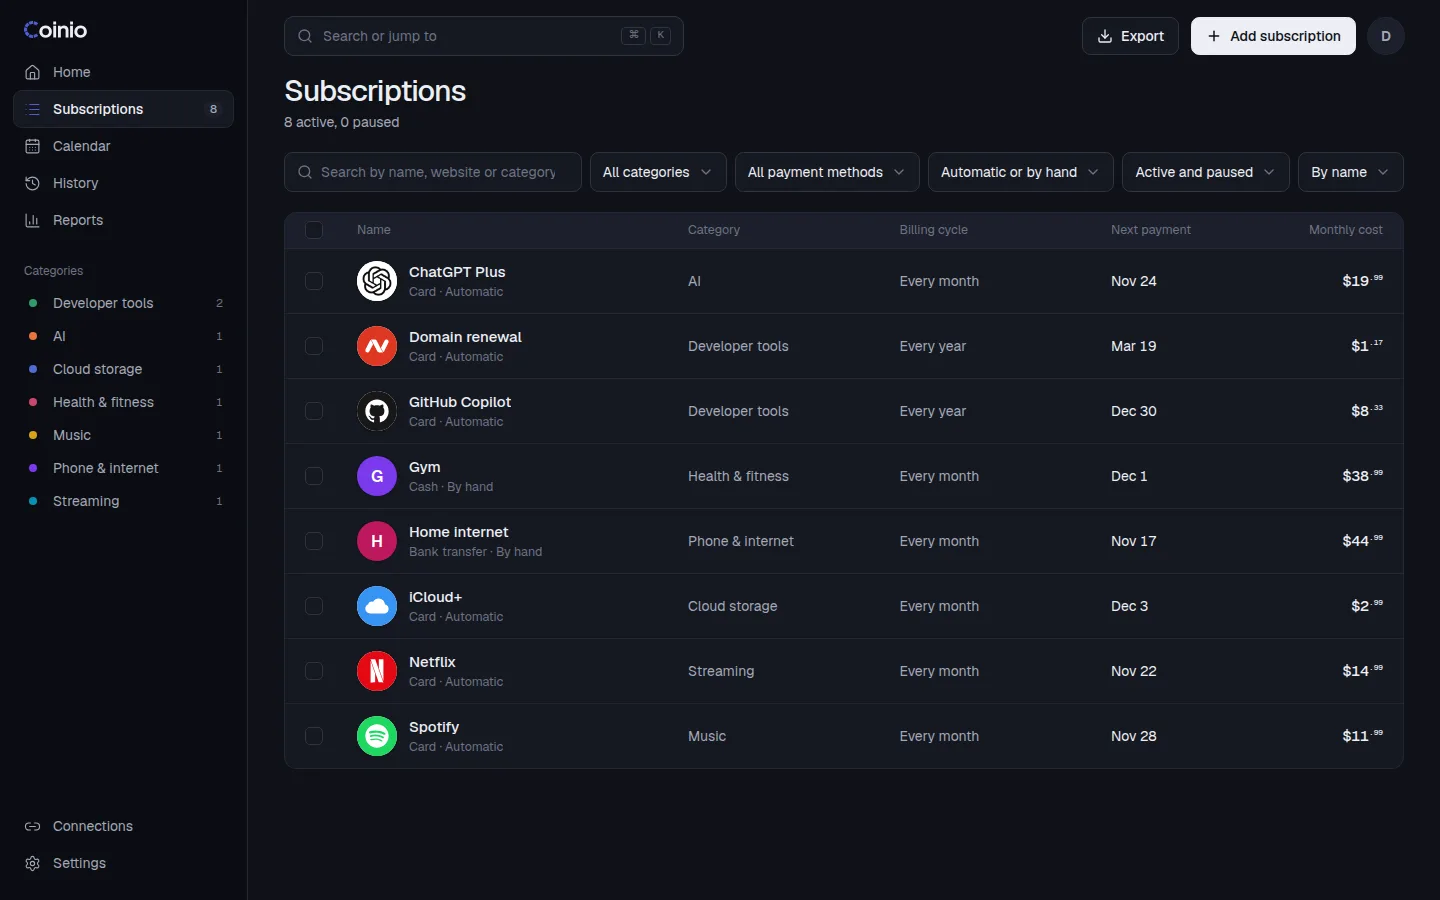 Coinio
Home
Subscriptions 8
Calendar
History
Reports
Categories
Developer tools 2
AI 1
Cloud storage 1
Health & fitness 1
Music 1
Phone & internet 1
Streaming 1
Connections
Settings
Search or jump to ⌘ K
Export
Add subscription
D
Subscriptions
8 active, 0 paused
Search by name, website or category
All categories
All payment methods
Automatic or by hand
Active and paused
By name
Name Category Billing cycle Next payment Monthly cost
ChatGPT Plus
Card · Automatic
AI Every month Nov 24 $19.99
Domain renewal
Card · Automatic
Developer tools Every year Mar 19 $1.17
GitHub Copilot
Card · Automatic
Developer tools Every year Dec 30 $8.33
G
Gym
Cash · By hand
Health & fitness Every month Dec 1 $38.99
H
Home internet
Bank transfer · By hand
Phone & internet Every month Nov 17 $44.99
iCloud+
Card · Automatic
Cloud storage Every month Dec 3 $2.99
Netflix
Card · Automatic
Streaming Every month Nov 22 $14.99
Spotify
Card · Automatic
Music Every month Nov 28 $11.99